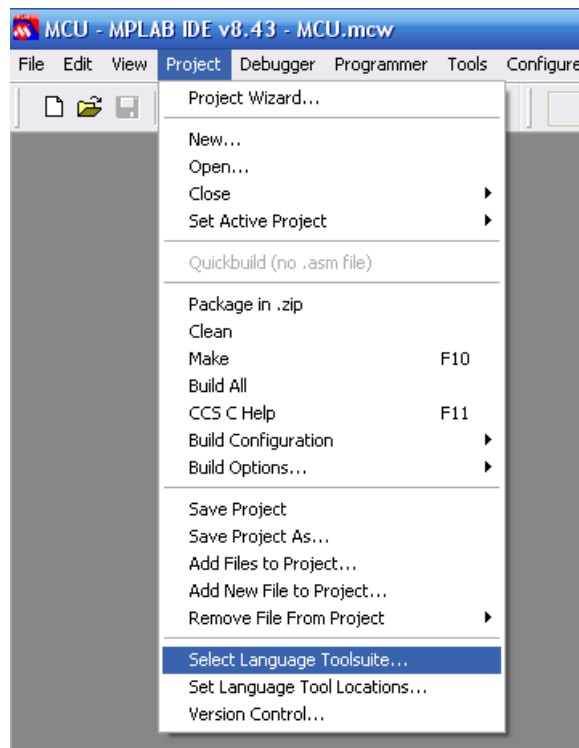 MCU - MPLAB IDE v8.43 - MCU.mcw
File Edit View Project Debugger Programmer Tools Configure
Project Wizard...
New...
Open...
Close
Set Active Project
Quickbuild (no .asm file)
Package in .zip
Clean
Make F10
Build All
CCS C Help F11
Build Configuration
Build Options...
Save Project
Save Project As...
Add Files to Project...
Add New File to Project...
Remove File From Project
Select Language Toolsuite...
Set Language Tool Locations...
Version Control...